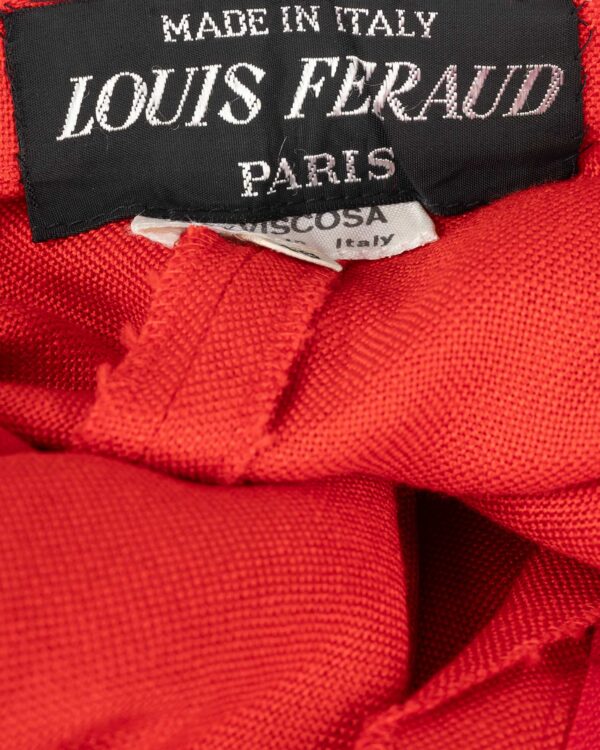 MADE IN ITALY
LOUIS FERAUD
PARIS
VISCOSA
Italy